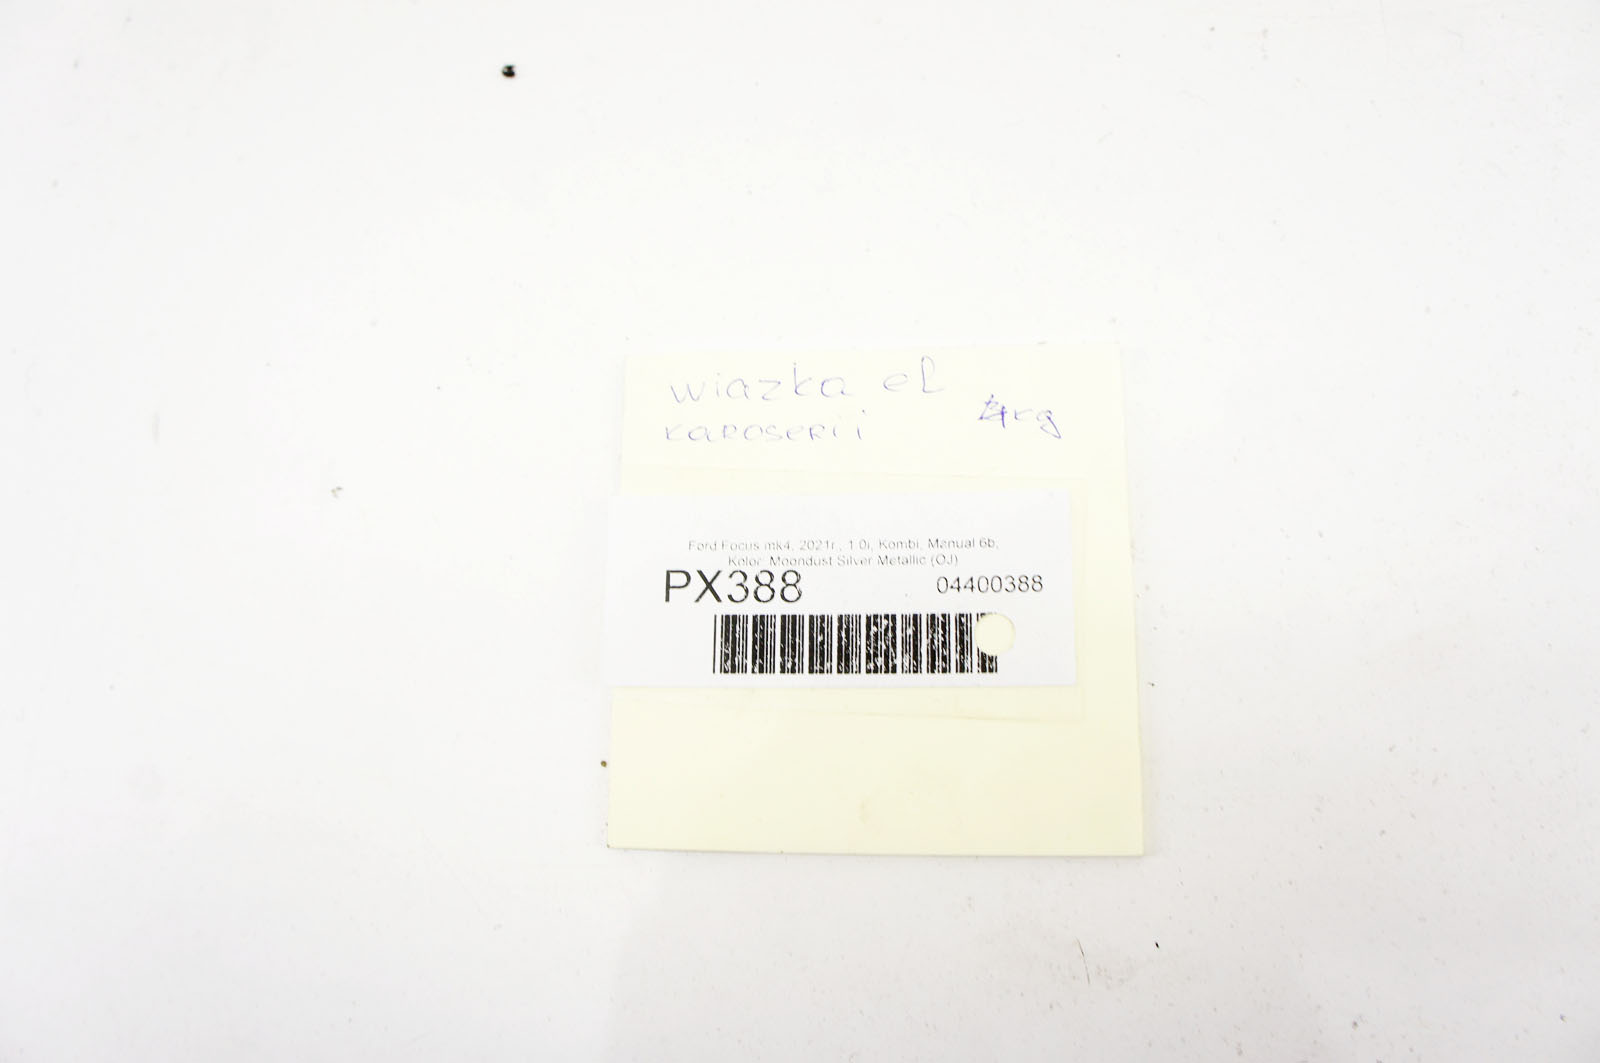 wiazka el
karoserii
4kg
Ford Focus mk4, 2021r., 1.0i, Kombi, Manual 6b,
Kolor: Moondust Silver Metallic (OJ)
PX388
04400388